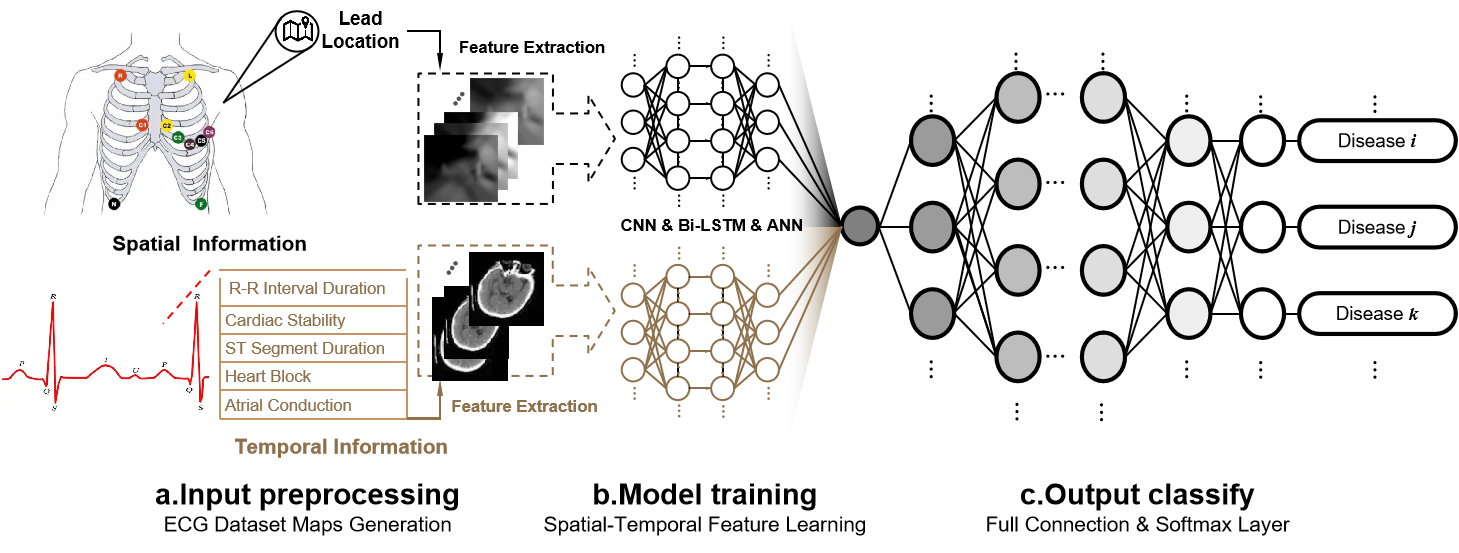 Lead
Location
Feature Extraction
R
L
C1
C2
C3
C4
C5
C6
N
F
Spatial Information
CNN & Bi-LSTM & ANN
R-R Interval Duration
Cardiac Stability
ST Segment Duration
Heart Block
Atrial Conduction
R
R
P
Q
S
U
P
Q
S
Feature Extraction
Temporal Information
Disease i
Disease j
Disease k
a.Input preprocessing
ECG Dataset Maps Generation
b.Model training
Spatial-Temporal Feature Learning
c.Output classify
Full Connection & Softmax Layer